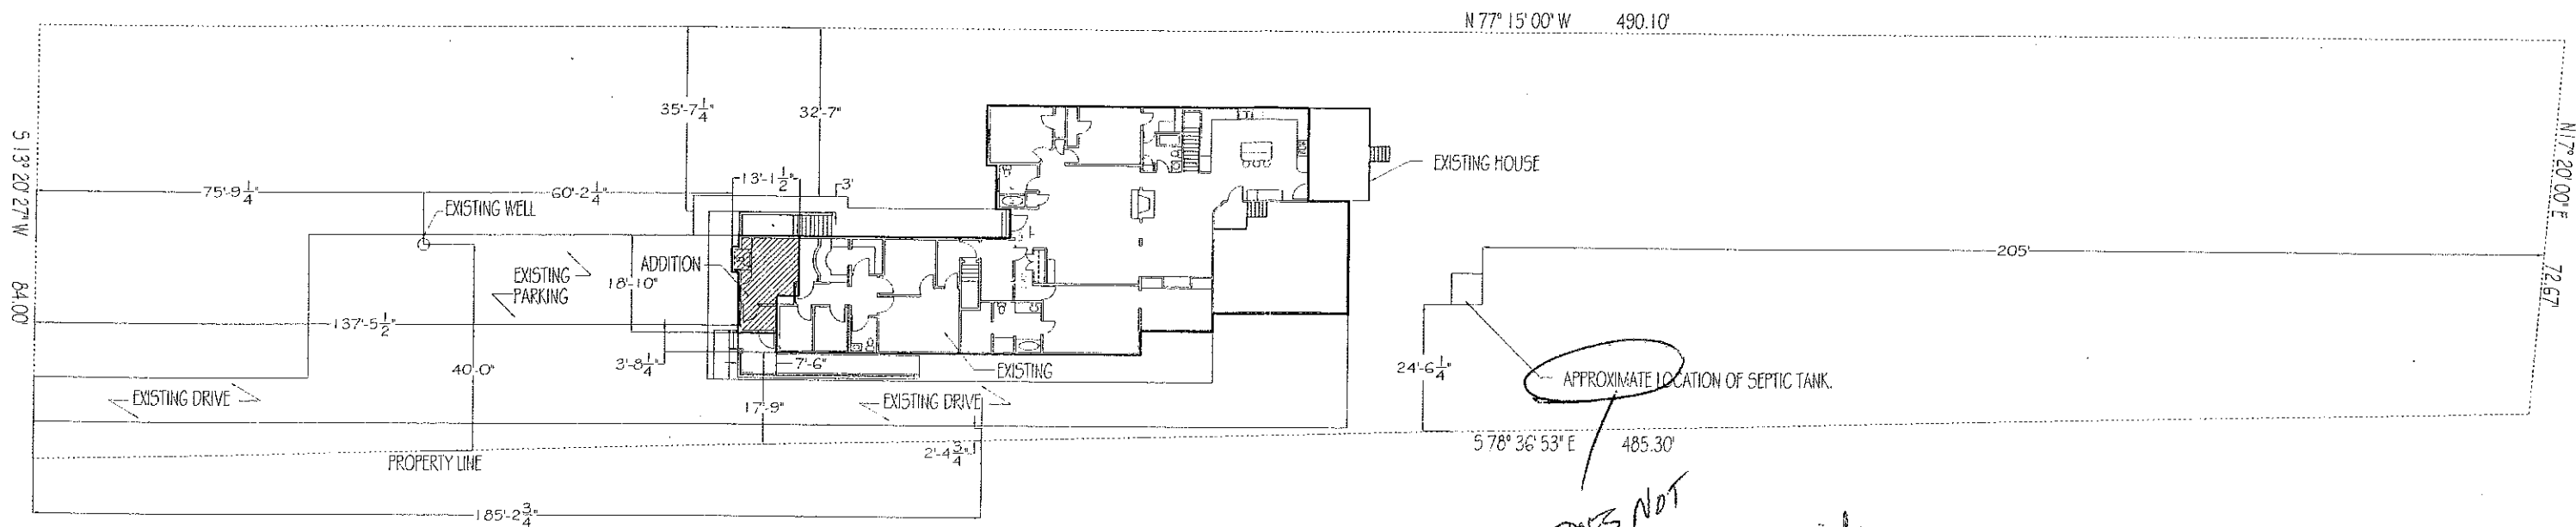 N 77° 15' 00" W 490.10'
35'-7 1/4"
32'-7"
S 13° 20' 27" W 84.00'
N 17° 20' 00" E 72.67'
EXISTING HOUSE
13'-1 1/2"
3'
75'-9 1/4"
60'-2 1/4"
EXISTING WELL
ADDITION
EXISTING
PARKING
18'-10"
205'
137'-5 1/2"
3'-8 1/4"
40'-0"
7'-6"
EXISTING
24'-6 1/4"
APPROXIMATE LOCATION OF SEPTIC TANK.
EXISTING DRIVE
EXISTING DRIVE
17'-9"
S 78° 36' 53" E 485.30'
PROPERTY LINE
2'-4 3/4"
DOES NOT
185'-2 3/4"